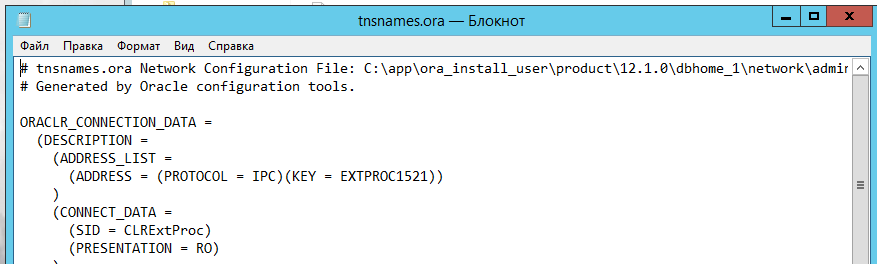 tnsnames.ora — Блокнот
Файл Правка Формат Вид Справка
# tnsnames.ora Network Configuration File: C:\app\ora_install_user\product\12.1.0\dbhome_1\network\admin
# Generated by Oracle configuration tools.
ORACLR_CONNECTION_DATA =
(DESCRIPTION =
(ADDRESS_LIST =
(ADDRESS = (PROTOCOL = IPC)(KEY = EXTPROC1521))
)
(CONNECT_DATA =
(SID = CLRExtProc)
(PRESENTATION = RO)
)